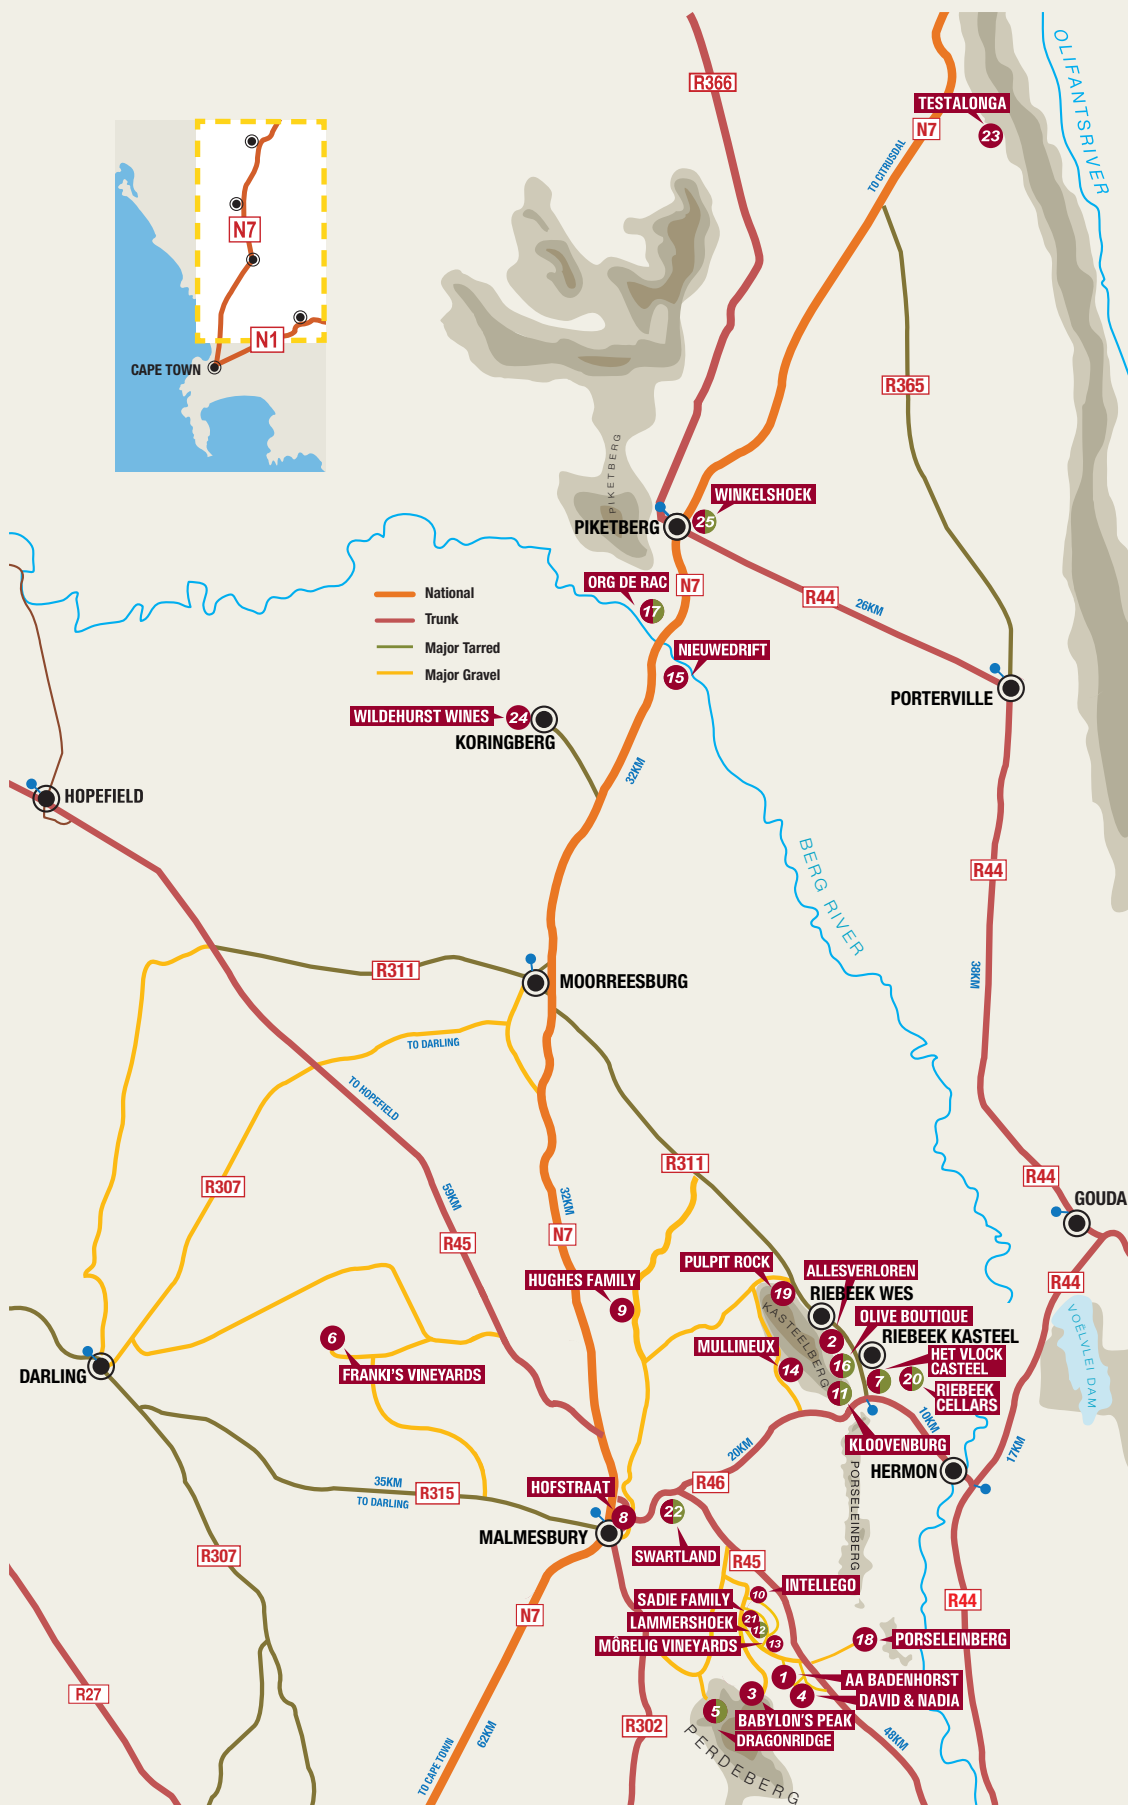 R366
OLIFANTSRIVER
TESTALONGA
23
N7
TO CITRUSDAL
N7
N1
CAPE TOWN
R365
PIKETBERG
WINKELSHOEK
25
PIKETBERG
ORG DE RAC
17
N7
R44
26KM
National
Trunk
Major Tarred
Major Gravel
NIEUWEDRIFT
15
PORTERVILLE
WILDEHURST WINES
24
KORINGBERG
32KM
HOPEFIELD
BERG RIVER
R44
R311
MOORREESBURG
38KM
TO DARLING
TO HOPEFIELD
R311
R44
R307
59KM
32KM
GOUDA
R45
N7
PULPIT ROCK
ALLESVERLOREN
HUGHES FAMILY
9
19
RIEBEEK WES
R44
VOËLVLEI DAM
KASTEELBERG
OLIVE BOUTIQUE
6
2
RIEBEEK KASTEEL
MULLINEUX
14
16
HET VLOCK
CASTEEL
DARLING
FRANKI'S VINEYARDS
7
20
11
RIEBEEK
CELLARS
10KM
KLOOVENBURG
20KM
17KM
HERMON
35KM
R315
TO DARLING
HOFSTRAAT
R46
8
22
MALMESBURY
PORSELEINBERG
SWARTLAND
R307
R45
INTELLEGO
10
SADIE FAMILY
21
R44
N7
LAMMERSHOEK
12
MÔRELIG VINEYARDS
13
18
PORSELEINBERG
1
AA BADENHORST
R27
3
4
DAVID & NADIA
5
BABYLON'S PEAK
R302
DRAGONRIDGE
62KM
48KM
PERDEBERG
TO CAPE TOWN